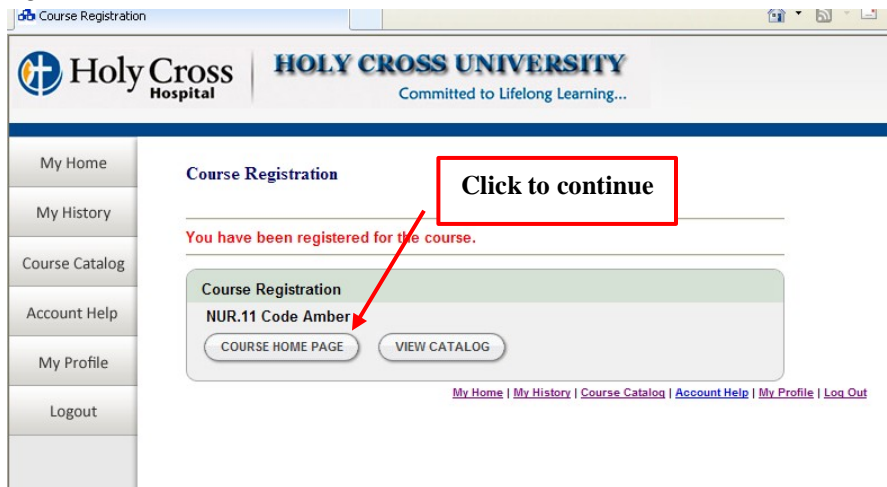 Course Registration
Holy Cross
Hospital
HOLY CROSS UNIVERSITY
Committed to Lifelong Learning...
My Home
My History
Course Catalog
Account Help
My Profile
Logout
Course Registration
Click to continue
You have been registered for the course.
Course Registration
NUR.11 Code Amber
COURSE HOME PAGE VIEW CATALOG
My Home | My History | Course Catalog | Account Help | My Profile | Log Out